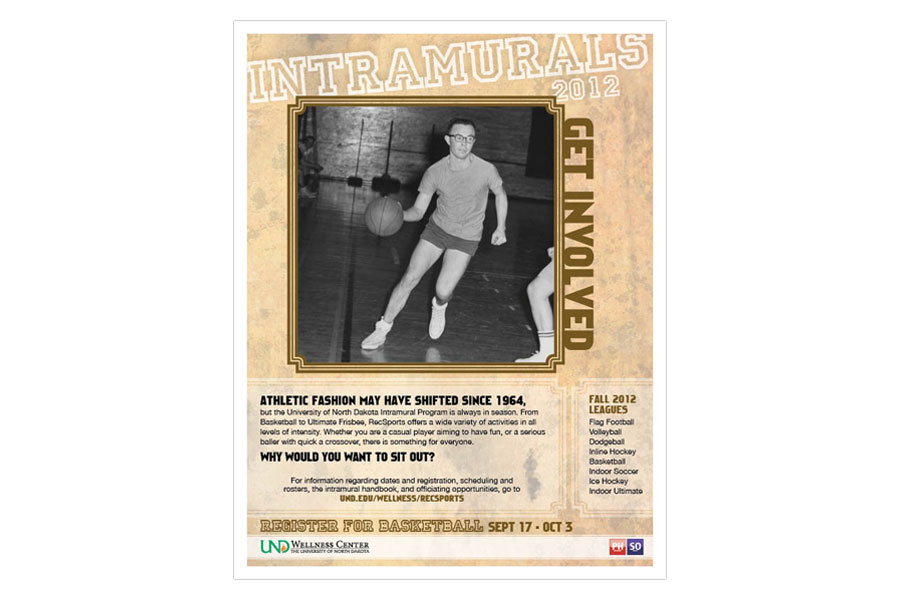 INTRAMURALS
2012
GET INVOLVED
ATHLETIC FASHION MAY HAVE SHIFTED SINCE 1964,
but the University of North Dakota Intramural Program is always in season. From
Basketball to Ultimate Frisbee, RecSports offers a wide variety of activities in all
levels of intensity. Whether you are a casual player aiming to have fun, or a serious
baller with quick a crossover, there is something for everyone.
WHY WOULD YOU WANT TO SIT OUT?
For information regarding dates and registration, scheduling and
rosters, the intramural handbook, and officiating opportunities, go to
UND.EDU/WELLNESS/RECSPORTS
FALL 2012
LEAGUES
Flag Football
Volleyball
Dodgeball
Inline Hockey
Basketball
Indoor Soccer
Ice Hockey
Indoor Ultimate
REGISTER FOR BASKETBALL SEPT 17 - OCT 3
UND WELLNESS CENTER
THE UNIVERSITY OF NORTH DAKOTA
PH SO